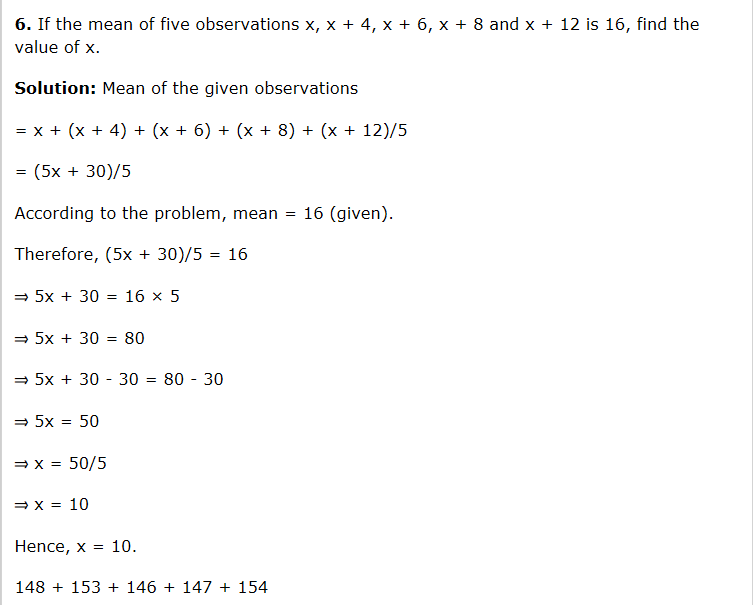 6. If the mean of five observations x, x + 4, x + 6, x + 8 and x + 12 is 16, find the
value of x.
Solution: Mean of the given observations
= x + (x + 4) + (x + 6) + (x + 8) + (x + 12)/5
= (5x + 30)/5
According to the problem, mean = 16 (given).
Therefore, (5x + 30)/5 = 16
⇒ 5x + 30 = 16 × 5
⇒ 5x + 30 = 80
⇒ 5x + 30 - 30 = 80 - 30
⇒ 5x = 50
⇒ x = 50/5
⇒ x = 10
Hence, x = 10.
148 + 153 + 146 + 147 + 154